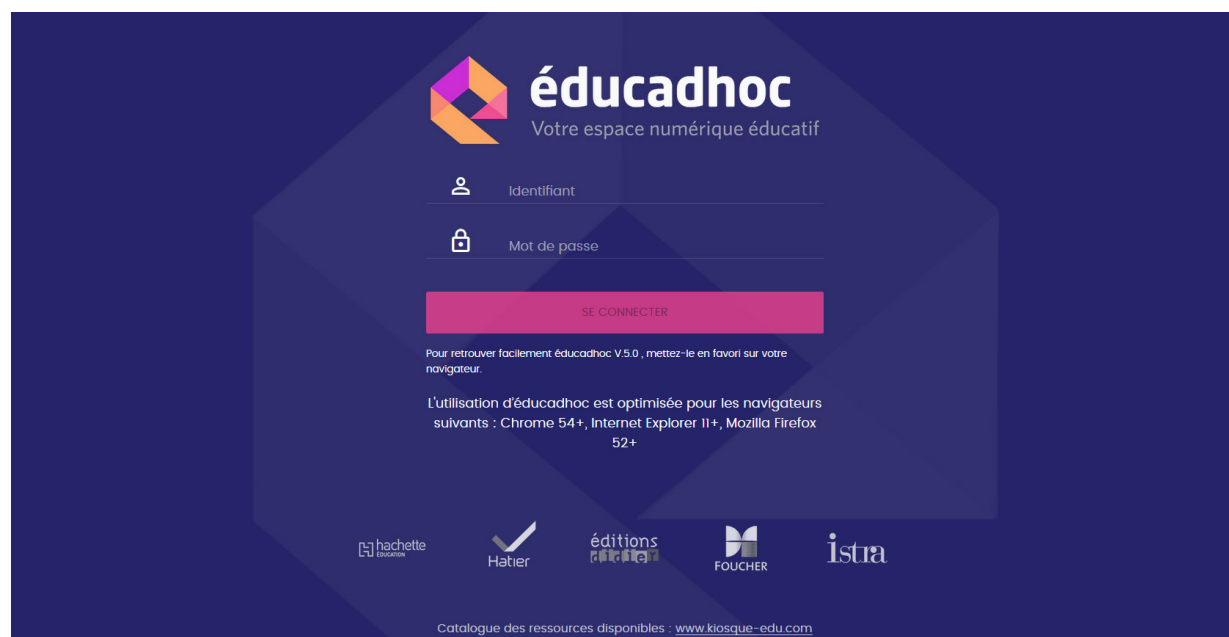 éducadhoc
Votre espace numérique éducatif
Identifiant
Mot de passe
SE CONNECTER
Pour retrouver facilement éducadhoc V.5.0 , mettez-le en favori sur votre
navigateur.
L'utilisation d'éducadhoc est optimisée pour les navigateurs
suivants : Chrome 54+, Internet Explorer 11+, Mozilla Firefox
52+
hachette
ÉDUCATION
Hatier
éditions
didier
FOUCHER
istra
Catalogue des ressources disponibles : www.kiosque-edu.com